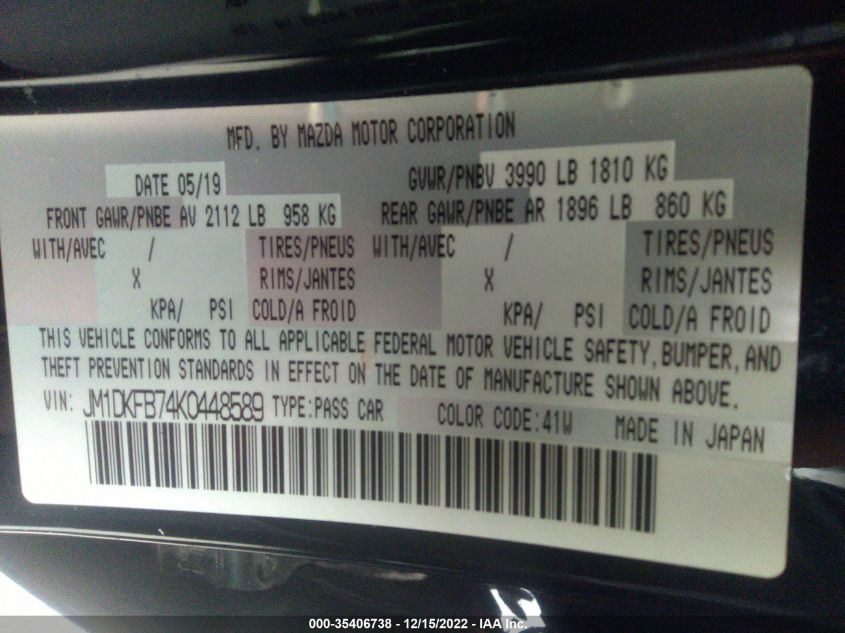 MFD. BY MAZDA MOTOR CORPORATION
DATE 05/19 GVWR/PNBV 3990 LB 1810 KG
FRONT GAWR/PNBE AV 2112 LB 958 KG REAR GAWR/PNBE AR 1896 LB 860 KG
WITH/AVEC / TIRES/PNEUS WITH/AVEC / TIRES/PNEUS
X RIMS/JANTES X RIMS/JANTES
KPA/ PSI COLD/A FROID KPA/ PSI COLD/A FROID
THIS VEHICLE CONFORMS TO ALL APPLICABLE FEDERAL MOTOR VEHICLE SAFETY, BUMPER, AND
THEFT PREVENTION STANDARDS IN EFFECT ON THE DATE OF MANUFACTURE SHOWN ABOVE.
VIN: JM1DKFB74K0448589 TYPE:PASS CAR COLOR CODE:41W MADE IN JAPAN
000-35406738 - 12/15/2022 - IAA Inc.